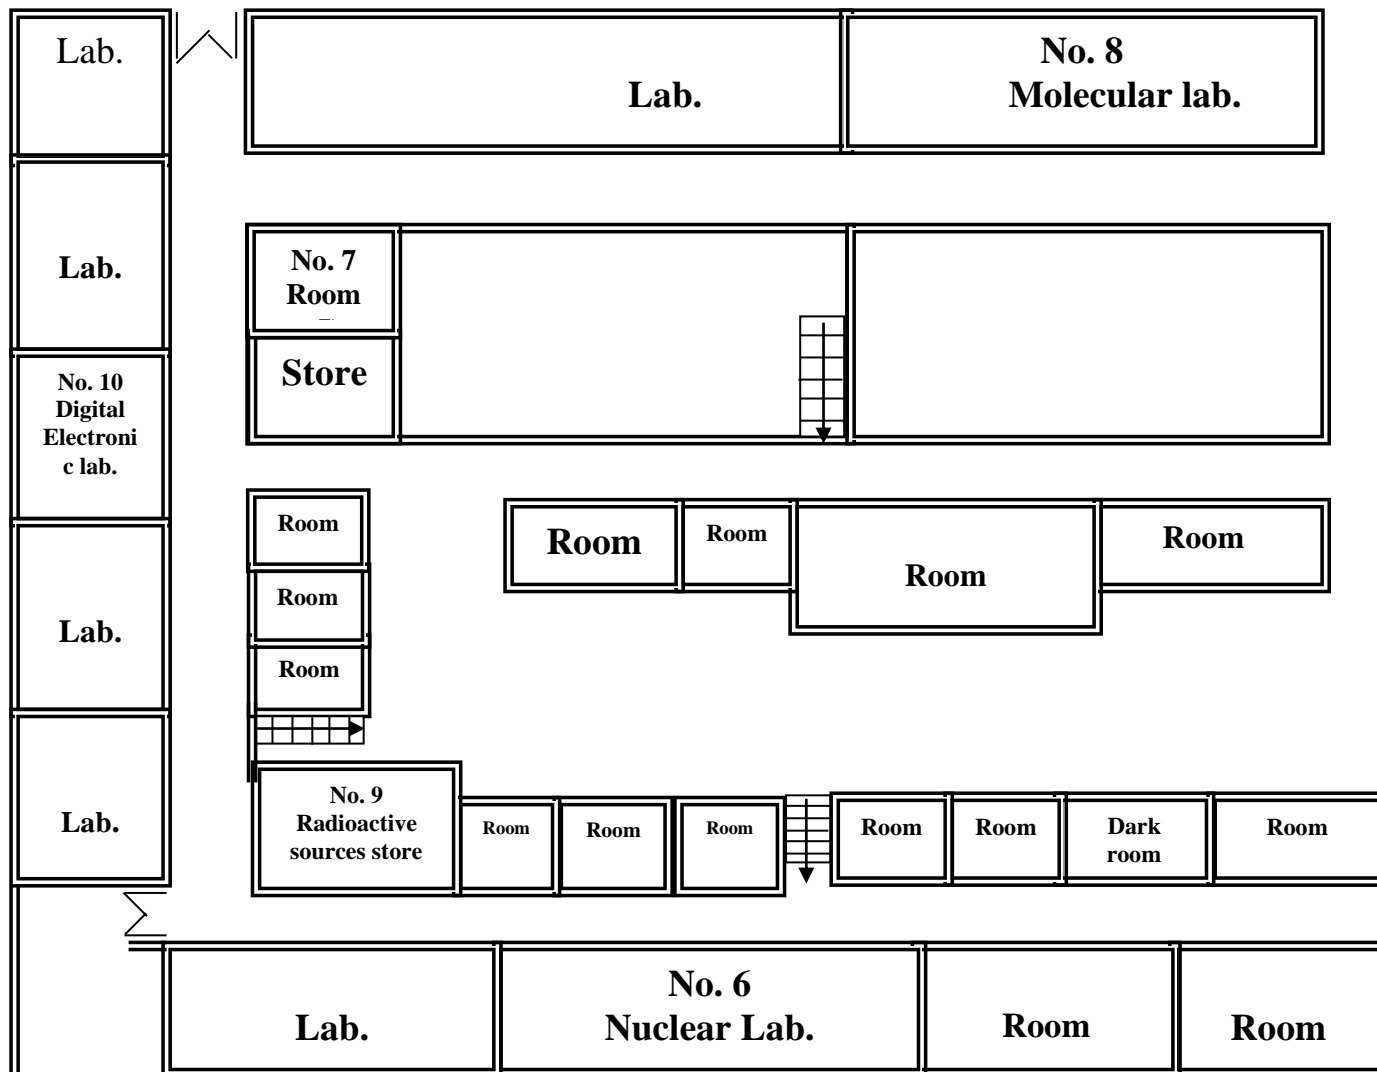 Lab.
No. 8
Lab.
Molecular lab.
Lab.
No. 7
Room
Store
No. 10
Digital
Electroni
c lab.
Room
Room
Room
Room
Room
Room
Lab.
Room
No. 9
Radioactive
sources store
Lab.
Room
Room
Room
Room
Room
Dark
room
Room
No. 6
Lab.
Nuclear Lab.
Room
Room